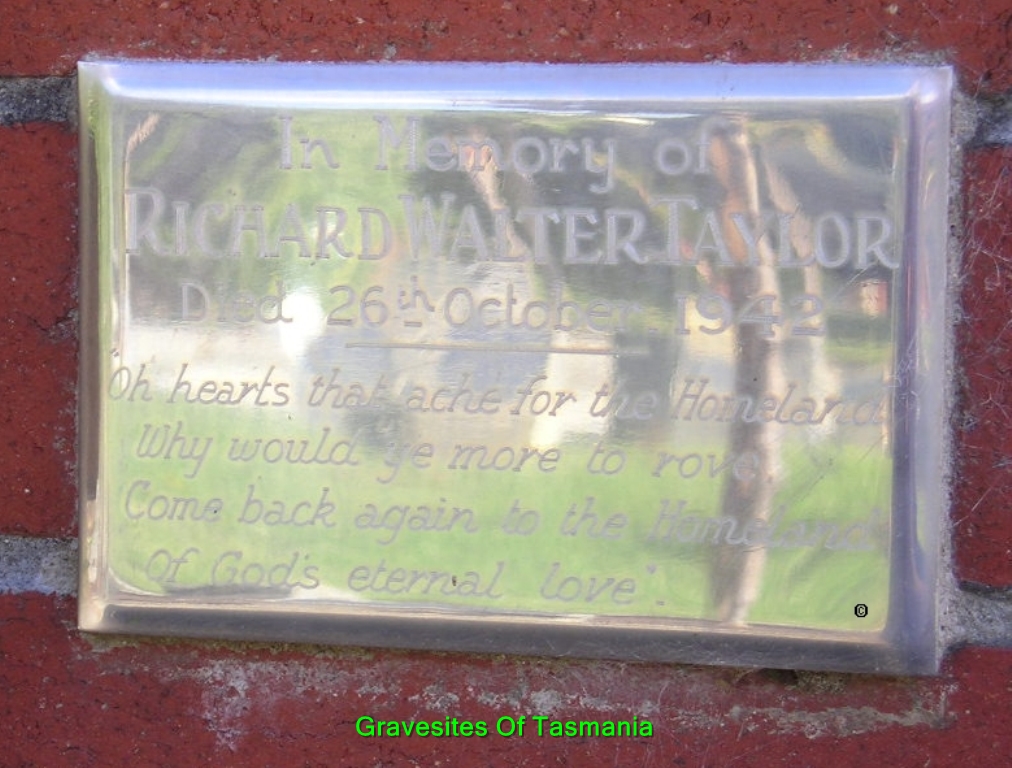 In Memory of
RICHARD WALTER TAYLOR
Died 26th October 1942
"Oh hearts that ache for the Homeland
Why would ye more to rove
Come back again to the Homeland
Of God's eternal love".
©
Gravesites Of Tasmania